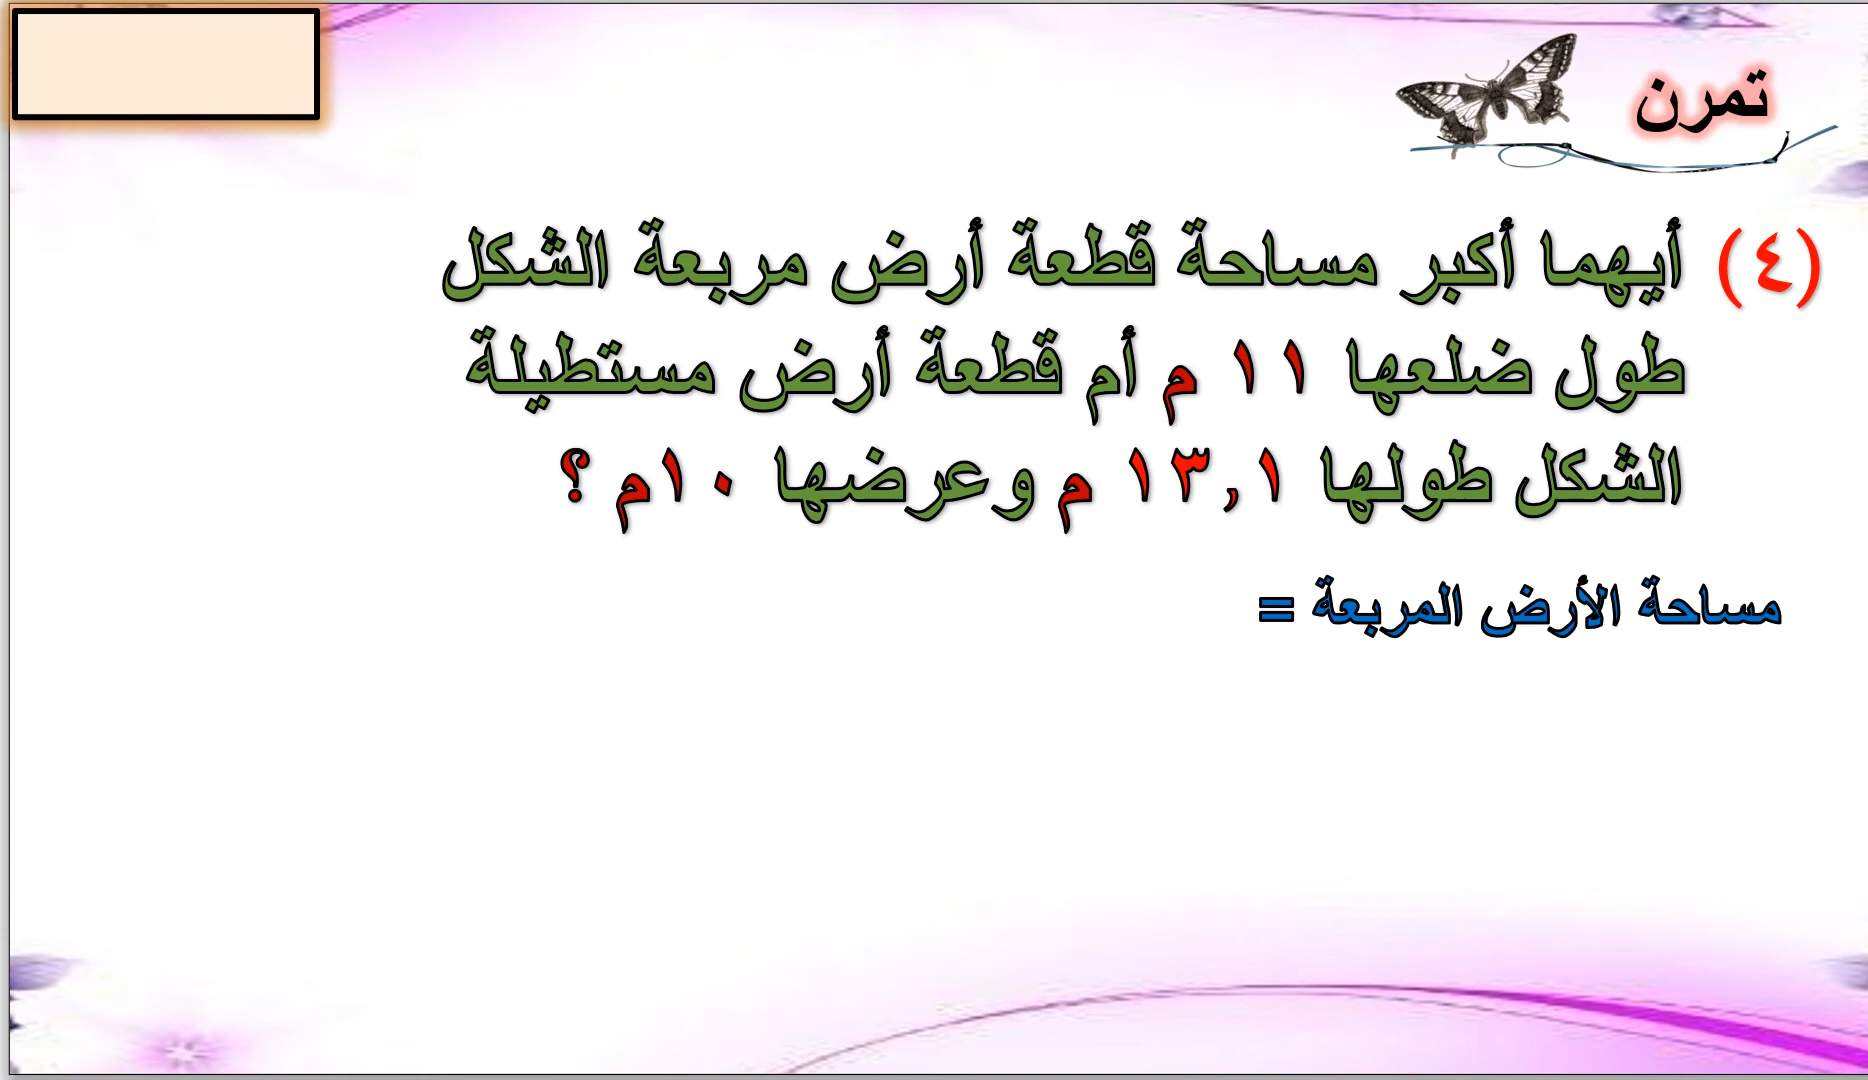 تمرن
(٤) أيهما أكبر مساحة قطعة أرض مربعة الشكل
طول ضلعها ١١ م أم قطعة أرض مستطيلة
الشكل طولها ١٣,١ م وعرضها ١٠م ؟
مساحة الأرض المربعة =